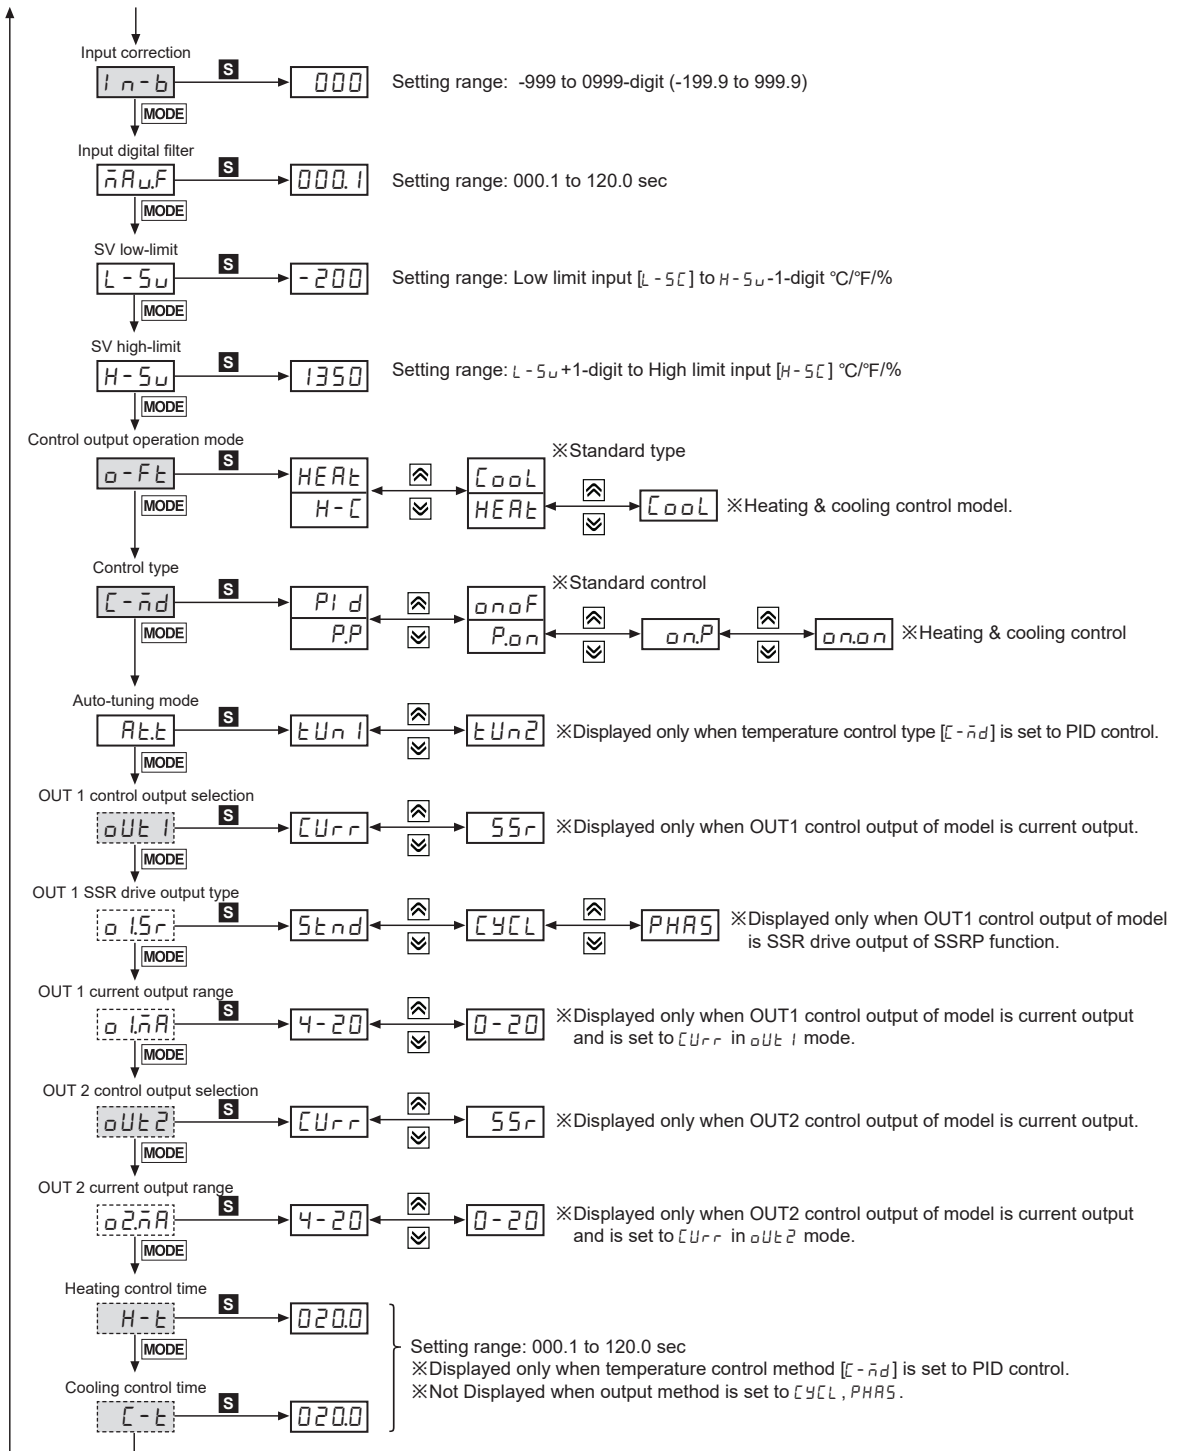 Input correction
In-b S 000 Setting range: -999 to 0999-digit (-199.9 to 999.9)
MODE
Input digital filter
ñAu.F S 000.1 Setting range: 000.1 to 120.0 sec
MODE
SV low-limit
L-Su S -200 Setting range: Low limit input [L-SC] to H-Su-1-digit °C/°F/%
MODE
SV high-limit
H-Su S 1350 Setting range: L-Su+1-digit to High limit input [H-SC] °C/°F/%
MODE
Control output operation mode
※Standard type
o-Ft S HEAt CooL
H-C HEAt CooL ※Heating & cooling control model.
MODE
Control type
※Standard control
C-ñd S PId onoF
P.P P.on on.P on.on ※Heating & cooling control
MODE
Auto-tuning mode
At.t S tUn1 tUn2 ※Displayed only when temperature control type [C-ñd] is set to PID control.
MODE
OUT 1 control output selection
oUt1 S CUrr SSr ※Displayed only when OUT1 control output of model is current output.
MODE
OUT 1 SSR drive output type
o1.Sr S Stnd CYCL PHAS ※Displayed only when OUT1 control output of model
is SSR drive output of SSRP function.
MODE
OUT 1 current output range
o1.ñA S 4-20 0-20 ※Displayed only when OUT1 control output of model is current output
and is set to CUrr in oUt1 mode.
MODE
OUT 2 control output selection
oUt2 S CUrr SSr ※Displayed only when OUT2 control output of model is current output.
MODE
OUT 2 current output range
o2.ñA S 4-20 0-20 ※Displayed only when OUT2 control output of model is current output
and is set to CUrr in oUt2 mode.
MODE
Heating control time
H-t S 020.0
MODE
Setting range: 000.1 to 120.0 sec
※Displayed only when temperature control method [C-ñd] is set to PID control.
※Not Displayed when output method is set to CYCL, PHAS.
Cooling control time
C-t S 020.0